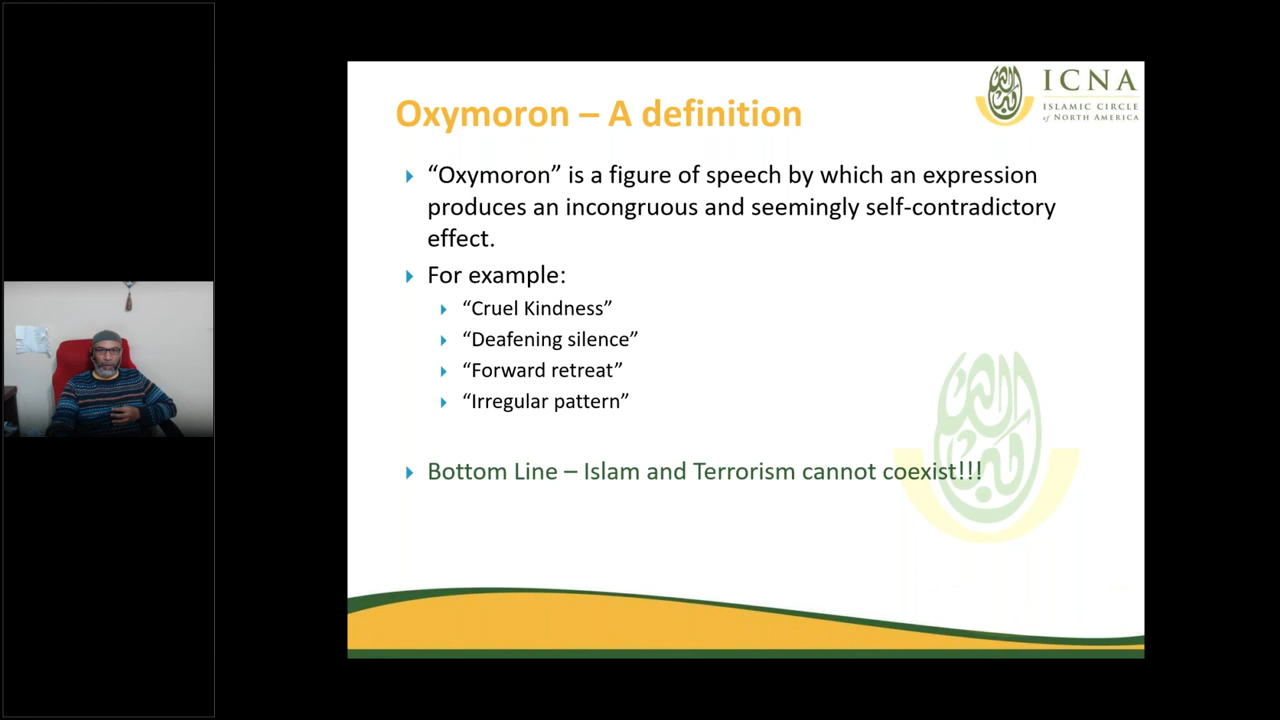 Oxymoron – A definition
ICNA
ISLAMIC CIRCLE
of NORTH AMERICA
“Oxymoron” is a figure of speech by which an expression
produces an incongruous and seemingly self-contradictory
effect.
For example:
“Cruel Kindness”
“Deafening silence”
“Forward retreat”
“Irregular pattern”
Bottom Line – Islam and Terrorism cannot coexist!!!